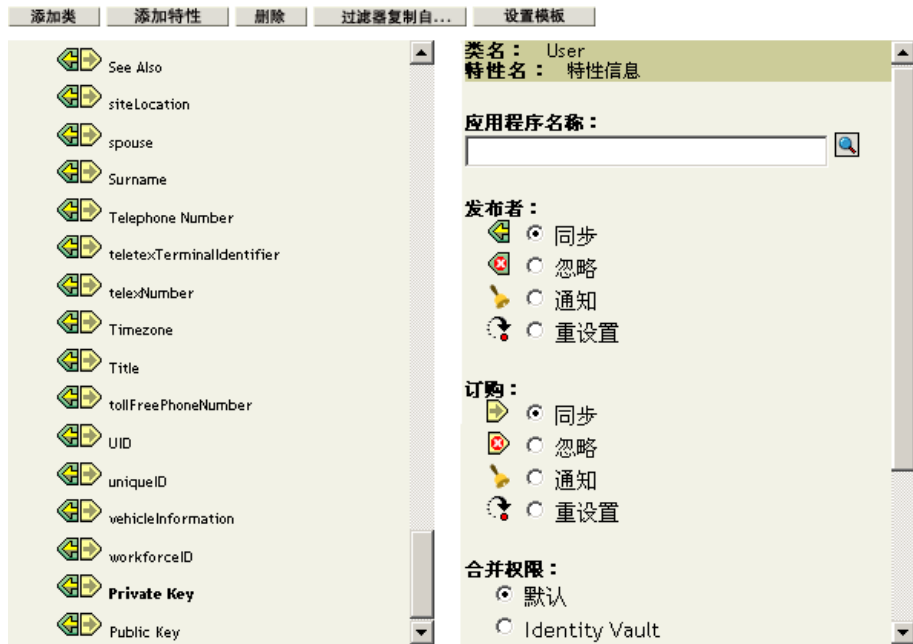 添加类 添加特性 删除 过滤器复制自... 设置模板
See Also
siteLocation
spouse
Surname
Telephone Number
teletexTerminalIdentifier
telexNumber
Timezone
Title
tollFreePhoneNumber
UID
uniqueID
vehicleInformation
workforceID
Private Key
Public Key
类名： User
特性名： 特性信息
应用程序名称：
发布者：
同步
忽略
通知
重设置
订购：
同步
忽略
通知
重设置
合并权限：
默认
Identity Vault